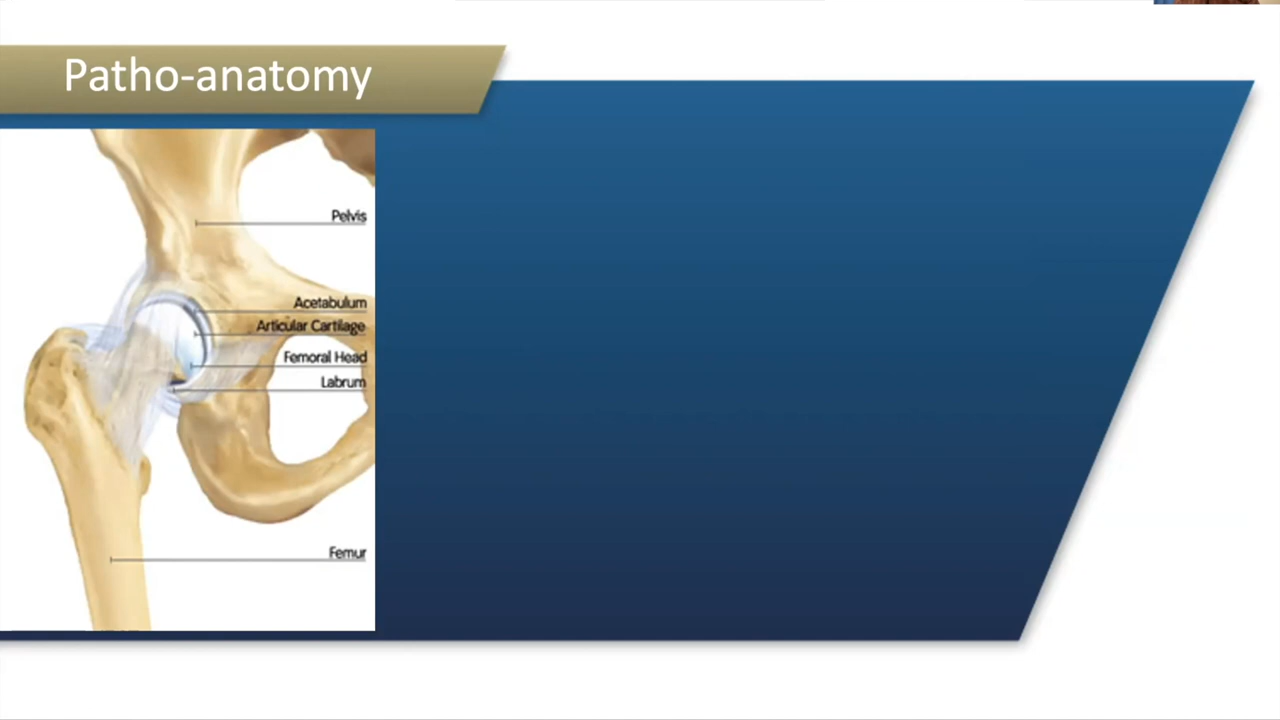 Patho-anatomy
Pelvis
Acetabulum
Articular Cartilage
Femoral Head
Labrum
Femur